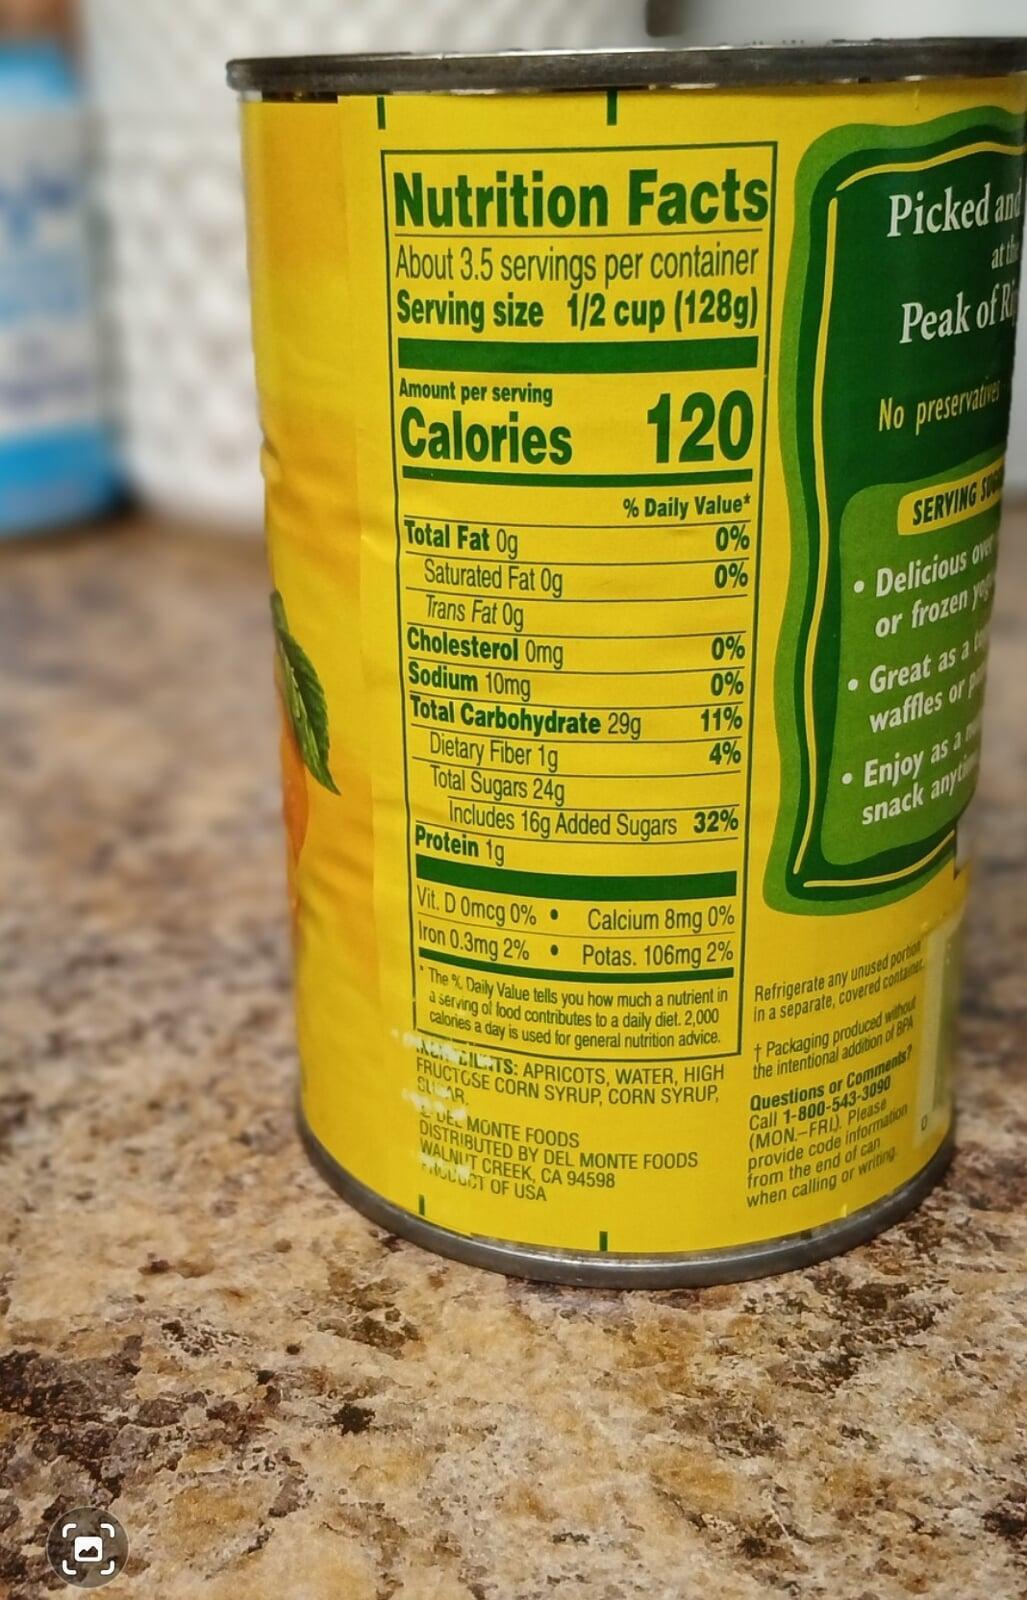 Nutrition Facts
About 3.5 servings per container
Serving size 1/2 cup (128g)
Amount per serving
Calories 120
% Daily Value*
Total Fat 0g 0%
Saturated Fat 0g 0%
Trans Fat 0g
Cholesterol 0mg 0%
Sodium 10mg 0%
Total Carbohydrate 29g 11%
Dietary Fiber 1g 4%
Total Sugars 24g
Includes 16g Added Sugars 32%
Protein 1g
Vit. D 0mcg 0% • Calcium 8mg 0%
Iron 0.3mg 2% • Potas. 106mg 2%
* The % Daily Value tells you how much a nutrient in
a serving of food contributes to a daily diet. 2,000
calories a day is used for general nutrition advice.
INGREDIENTS: APRICOTS, WATER, HIGH
FRUCTOSE CORN SYRUP, CORN SYRUP,
SUGAR.
© DEL MONTE FOODS
DISTRIBUTED BY DEL MONTE FOODS
WALNUT CREEK, CA 94598
PRODUCT OF USA
Picked and
at the
Peak of
No preservatives
SERVING
• Delicious over
or frozen
• Great as a
waffles or
• Enjoy as a
snack
Refrigerate any unused portion
in a separate, covered container.
† Packaging produced without
the intentional addition of BPA
Questions or Comments?
Call 1-800-543-3090
(MON.–FRI.). Please
provide code information
from the end of can
when calling or writing.
0